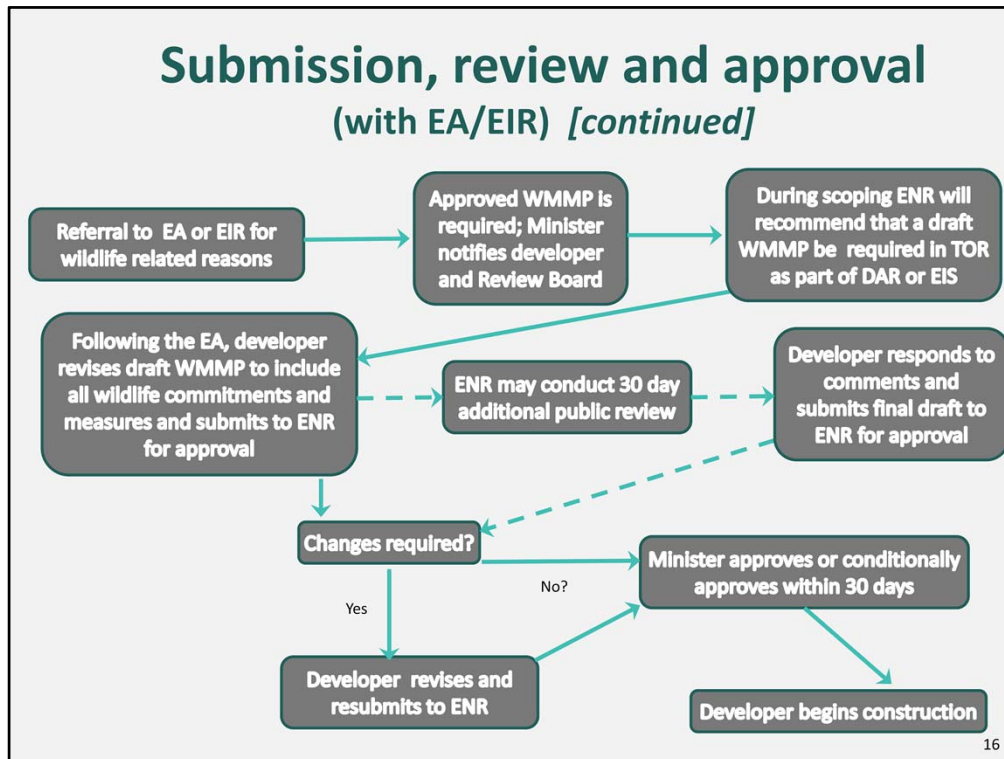 Submission, review and approval
(with EA/EIR) [continued]
Referral to EA or EIR for
wildlife related reasons
Approved WMMP is
required; Minister
notifies developer
and Review Board
During scoping ENR will
recommend that a draft
WMMP be required in TOR
as part of DAR or EIS
Following the EA, developer
revises draft WMMP to include
all wildlife commitments and
measures and submits to ENR
for approval
ENR may conduct 30 day
additional public review
Developer responds to
comments and
submits final draft to
ENR for approval
Changes required?
Yes
No?
Minister approves or conditionally
approves within 30 days
Developer revises and
resubmits to ENR
Developer begins construction
16